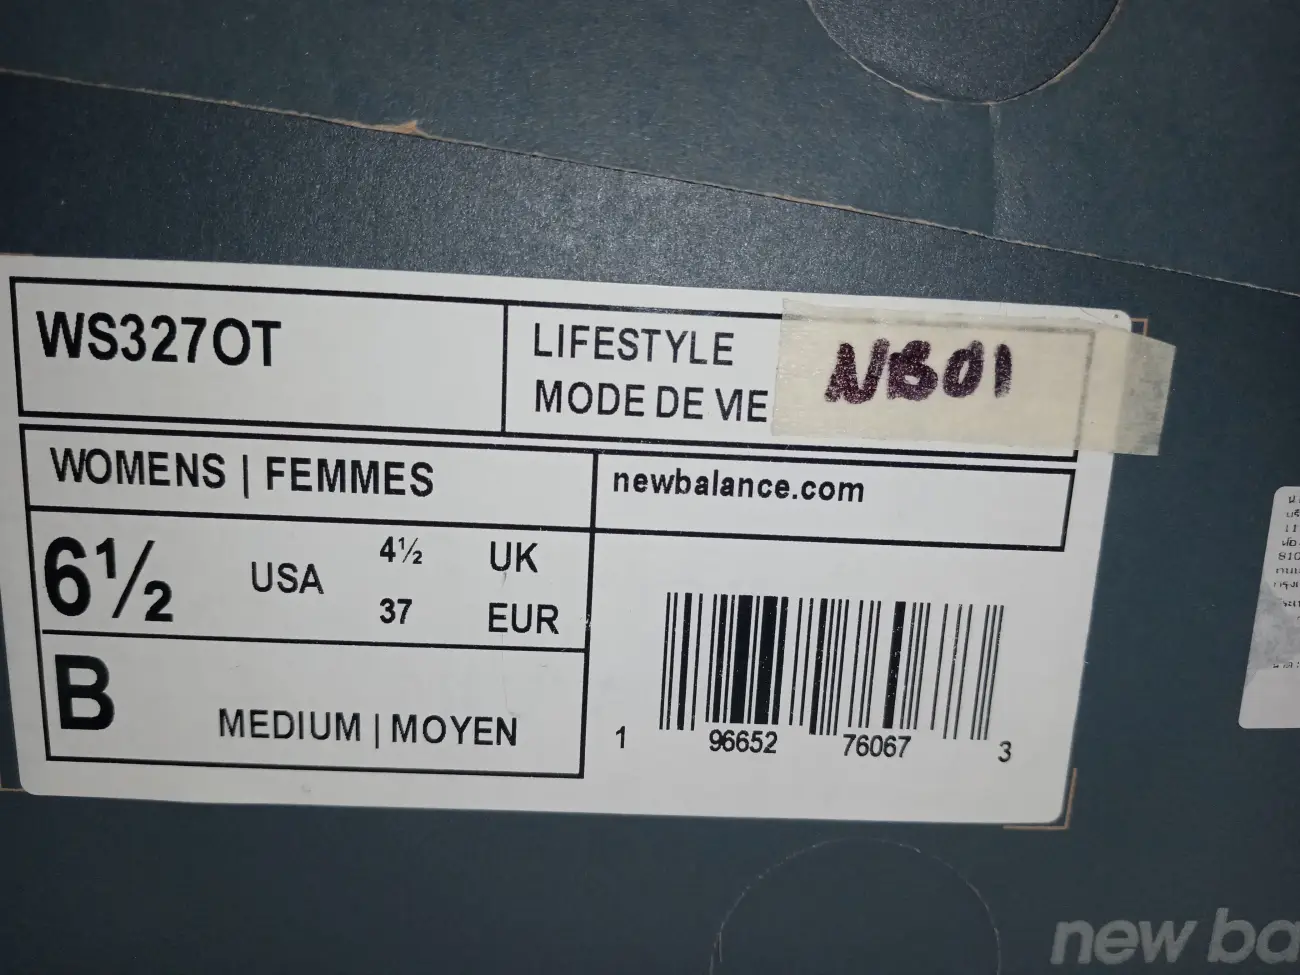 WS327OT
LIFESTYLE
MODE DE VIE
NB01
WOMENS | FEMMES
newbalance.com
6½ USA 4½ UK
37 EUR
B MEDIUM | MOYEN
1 96652 76067 3
new ba